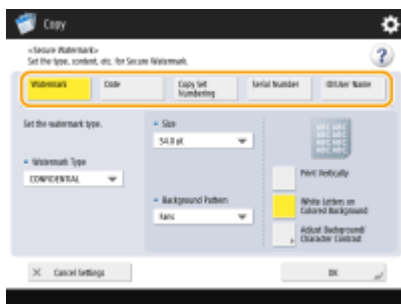 Copy
<Secure Watermark>
Set the type, content, etc. for Secure Watermark.
Watermark
Date
Copy Set
Numbering
Serial Number
ID/User Name
Set the watermark type.
Size
54.0 pt
Watermark Type
CONFIDENTIAL
Background Pattern
Fans
Print Vertically
White Letters on
Colored Background
Adjust Background/
Character Contrast
Cancel Settings
OK